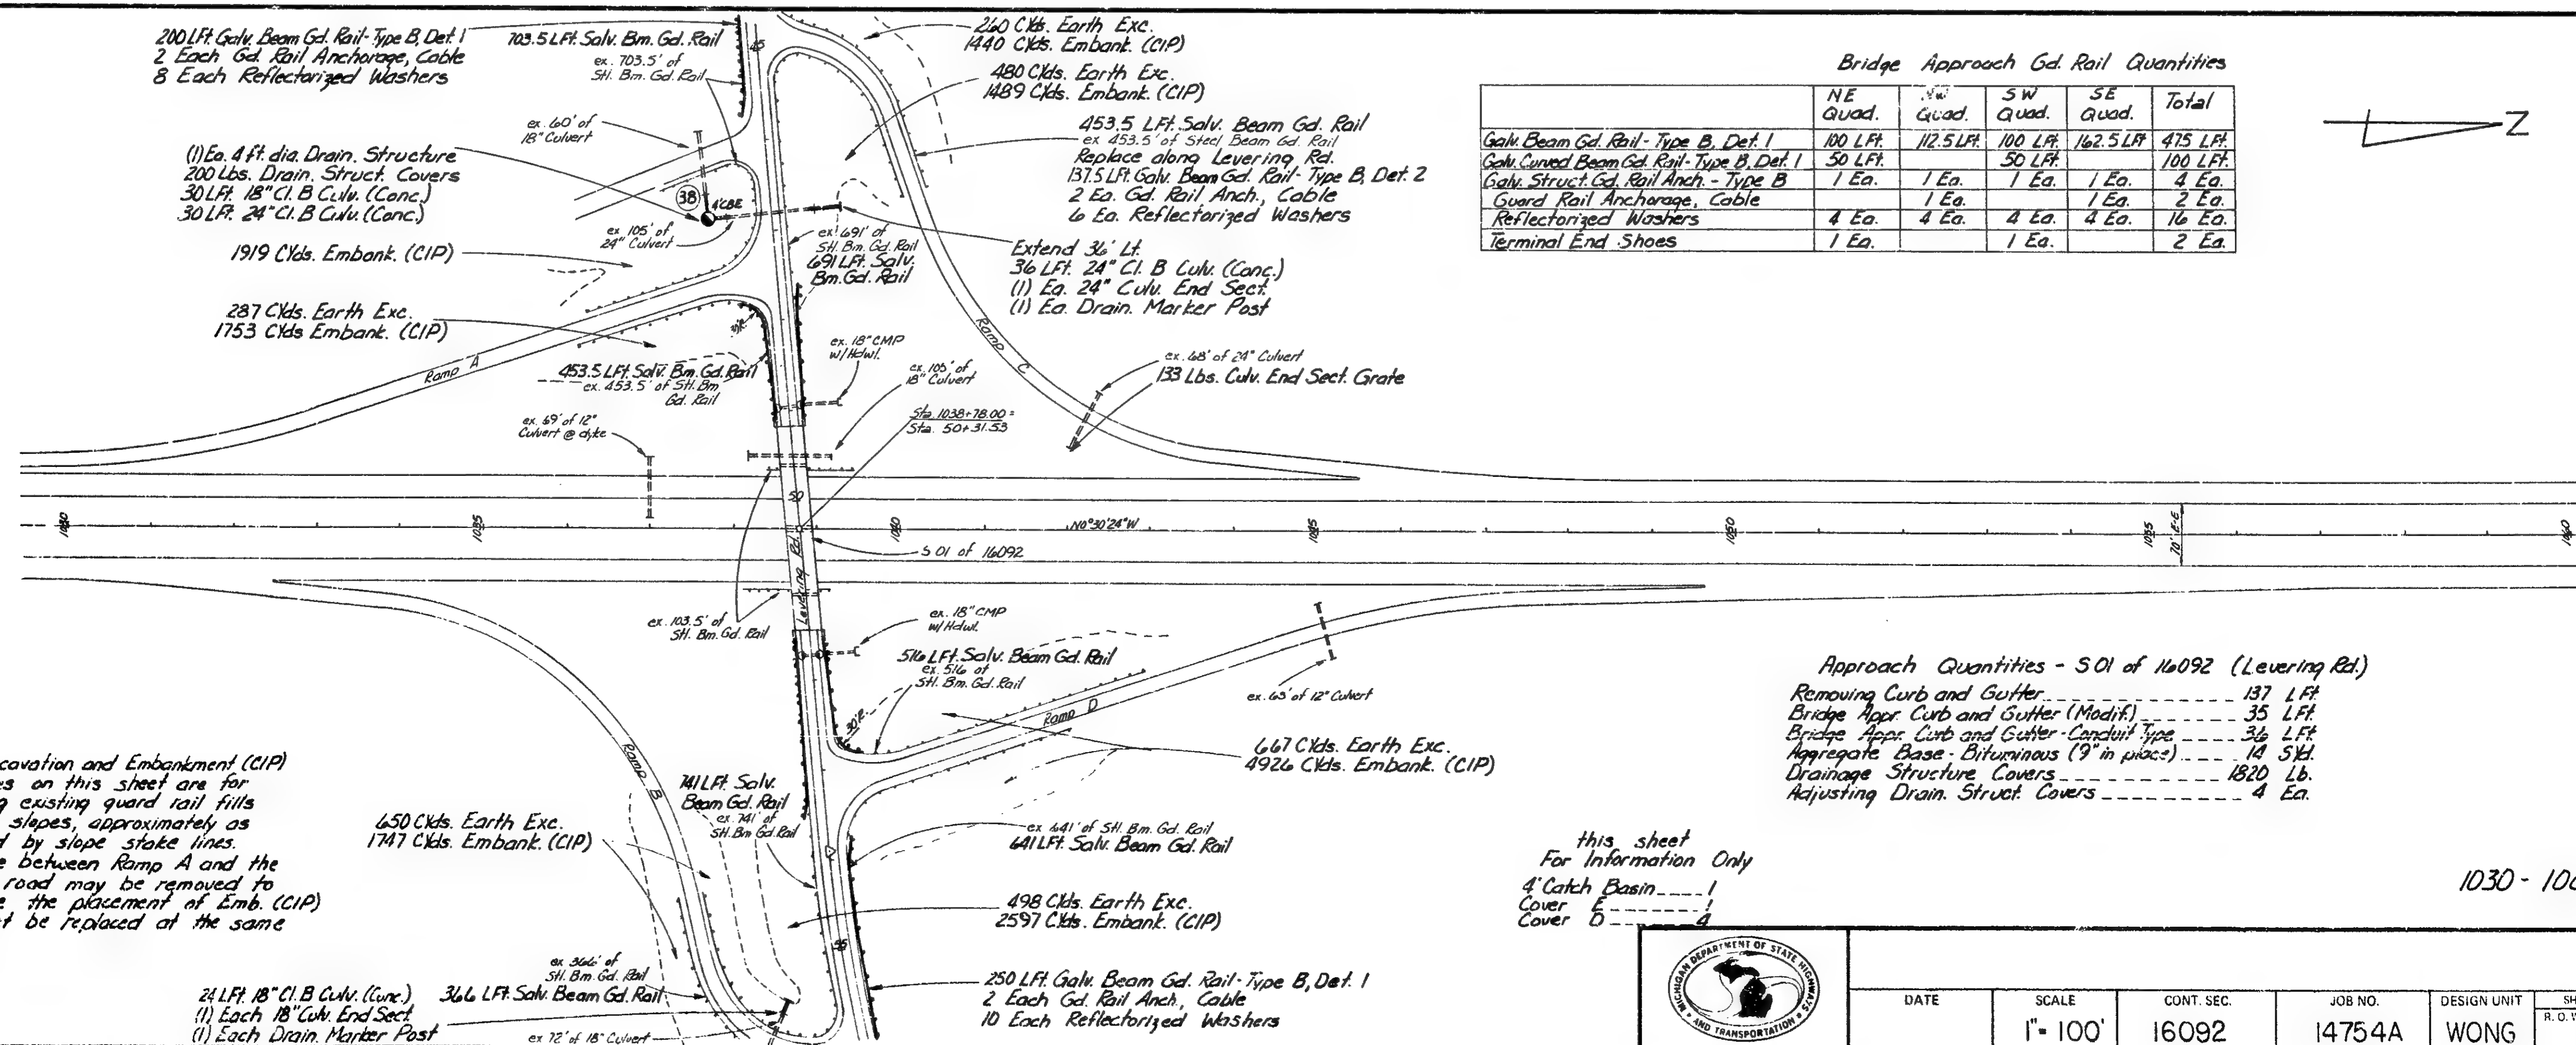 200 LFt. Galv. Beam Gd. Rail-Type B, Det. 1
2 Each Gd. Rail Anchorage, Cable
8 Each Reflectorized Washers
703.5 LFt. Salv. Bm. Gd. Rail
ex. 703.5' of
Stl. Bm. Gd. Rail
260 CYds. Earth Exc.
1440 CYds. Embank. (CIP)
480 CYds. Earth Exc.
1489 CYds. Embank. (CIP)
453.5 LFt. Salv. Beam Gd. Rail
ex 453.5' of Steel Beam Gd. Rail
Replace along Levering Rd.
137.5 LFt. Galv. Beam Gd. Rail-Type B, Det. 2
2 Ea. Gd. Rail Anch., Cable
6 Ea. Reflectorized Washers
ex. 60' of
18" Culvert
(1) Ea. 4 ft. dia. Drain. Structure
200 Lbs. Drain. Struct. Covers
30 LFt. 18" Cl. B Culv. (Conc.)
30 LFt. 24" Cl. B Culv. (Conc.)
38
4'CBE
45
ex. 105' of
24" Culvert
1919 CYds. Embank. (CIP)
ex. 691' of
Stl. Bm. Gd. Rail
691 LFt. Salv.
Bm. Gd. Rail
Extend 36' Lt.
36 LFt. 24" Cl. B Culv. (Conc.)
(1) Ea. 24" Culv. End Sect.
(1) Ea. Drain. Marker Post
287 CYds. Earth Exc.
1753 CYds Embank. (CIP)
Ramp A
453.5 LFt. Salv. Bm. Gd. Rail
ex. 453.5' of Stl. Bm
Gd. Rail
ex. 18" CMP
w/Hdwl.
ex. 105' of
18" Culvert
Ramp C
ex. 68' of 24" Culvert
133 Lbs. Culv. End Sect. Grate
ex. 69' of 12"
Culvert @ dyke
Sta. 1038+78.00 =
Sta. 50+31.53
50
1030
1035
1040
N0°30'24"W
1045
1050
1055
70' E-E
1060
Levering Rd.
S 01 of 16092
ex. 103.5' of
Stl. Bm. Gd. Rail
ex. 18" CMP
w/Hdwl.
516 LFt. Salv. Beam Gd. Rail
ex. 516 of
Stl. Bm. Gd. Rail
30'R.
Ramp D
ex. 63' of 12" Culvert
667 CYds. Earth Exc.
4926 CYds. Embank. (CIP)
Ramp B
741 LFt. Salv.
Beam Gd. Rail
ex. 741' of
Stl. Bm Gd. Rail
650 CYds. Earth Exc.
1747 CYds. Embank. (CIP)
ex 641' of Stl. Bm. Gd. Rail
641 LFt. Salv. Beam Gd. Rail
498 CYds. Earth Exc.
2597 CYds. Embank. (CIP)
55
cavation and Embankment (CIP)
s on this sheet are for
g existing guard rail fills
slopes, approximately as
d by slope stake lines.
e between Ramp A and the
road may be removed to
e the placement of Emb. (CIP)
t be replaced at the same
ex 366' of
Stl. Bm. Gd. Rail
366 LFt. Salv. Beam Gd. Rail
24 LFt. 18" Cl. B Culv. (Conc.)
(1) Each 18" Culv. End Sect
(1) Each Drain. Marker Post
ex 72' of 18" Culvert
250 LFt. Galv. Beam Gd. Rail-Type B, Det. 1
2 Each Gd. Rail Anch., Cable
10 Each Reflectorized Washers
Bridge Approach Gd. Rail Quantities
NE Quad. Quad. SW Quad. SE Quad. Total
Galv. Beam Gd. Rail - Type B, Det. 1 100 LFt. 112.5 LFt. 100 LFt. 162.5 LFt 475 LFt.
Galv. Curved Beam Gd. Rail-Type B, Det. 1 50 LFt. 50 LFt. 100 LFt.
Galv. Struct. Gd. Rail Anch. - Type B 1 Ea. 1 Ea. 1 Ea. 1 Ea. 4 Ea.
Guard Rail Anchorage, Cable 1 Ea. 1 Ea. 2 Ea.
Reflectorized Washers 4 Ea. 4 Ea. 4 Ea. 4 Ea. 16 Ea.
Terminal End Shoes 1 Ea. 1 Ea. 2 Ea.
Z
Approach Quantities - S 01 of 16092 (Levering Rd.)
Removing Curb and Gutter 137 LFt.
Bridge Appr. Curb and Gutter (Modif.) 35 LFt.
Bridge Appr. Curb and Gutter-Conduit Type 36 LFt
Aggregate Base - Bituminous (9" in place) 14 SYd.
Drainage Structure Covers 1820 Lb.
Adjusting Drain. Struct. Covers 4 Ea.
this sheet
For Information Only
4' Catch Basin 1
Cover E 1
Cover D 4
1030 - 10
MICHIGAN DEPARTMENT OF STATE HIGHWAYS AND TRANSPORTATION
DATE SCALE CONT. SEC. JOB NO. DESIGN UNIT SH
R.O.W
1"= 100' 16092 14754A WONG